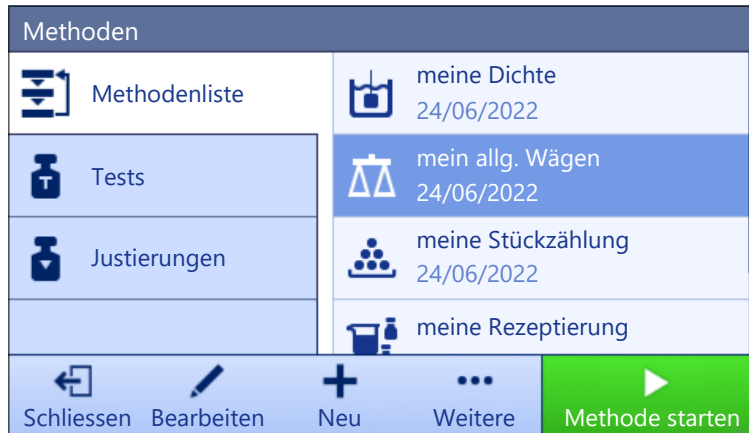 Methoden
Methodenliste
Tests
Justierungen
meine Dichte
24/06/2022
mein allg. Wägen
24/06/2022
meine Stückzählung
24/06/2022
meine Rezeptierung
Schliessen
Bearbeiten
Neu
Weitere
Methode starten